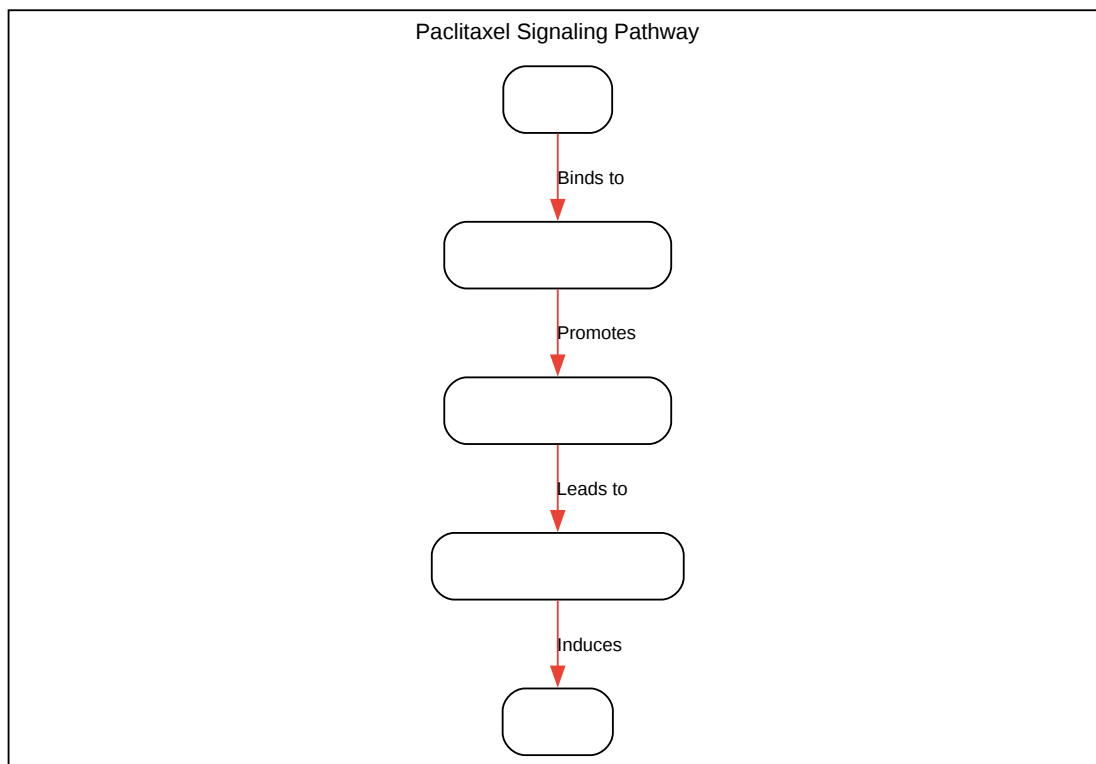 Paclitaxel Signaling Pathway
Binds to
Promotes
Leads to
Induces